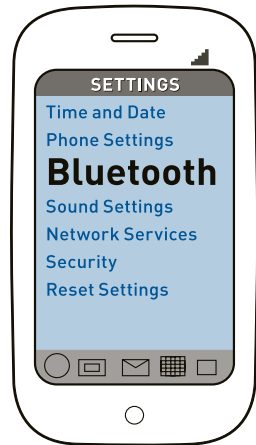 SETTINGS
Time and Date
Phone Settings
Bluetooth
Sound Settings
Network Services
Security
Reset Settings